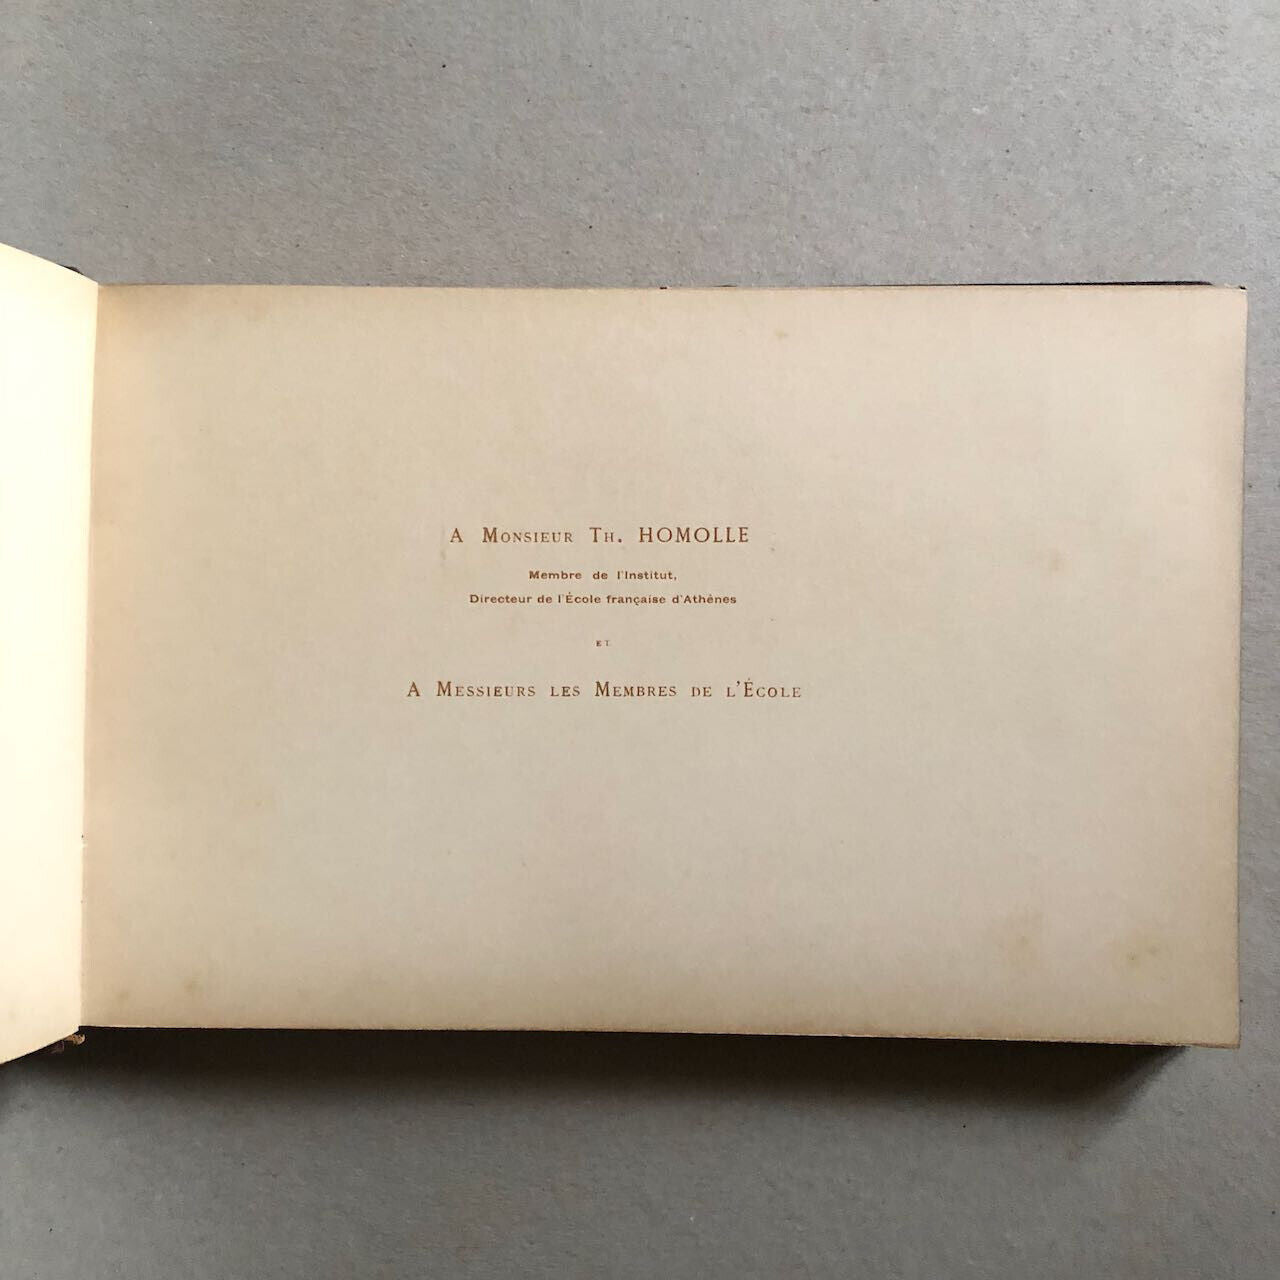 A Monsieur Th. HOMOLLE
Membre de l'Institut,
Directeur de l'École française d'Athènes
ET
A Messieurs les Membres de l'École